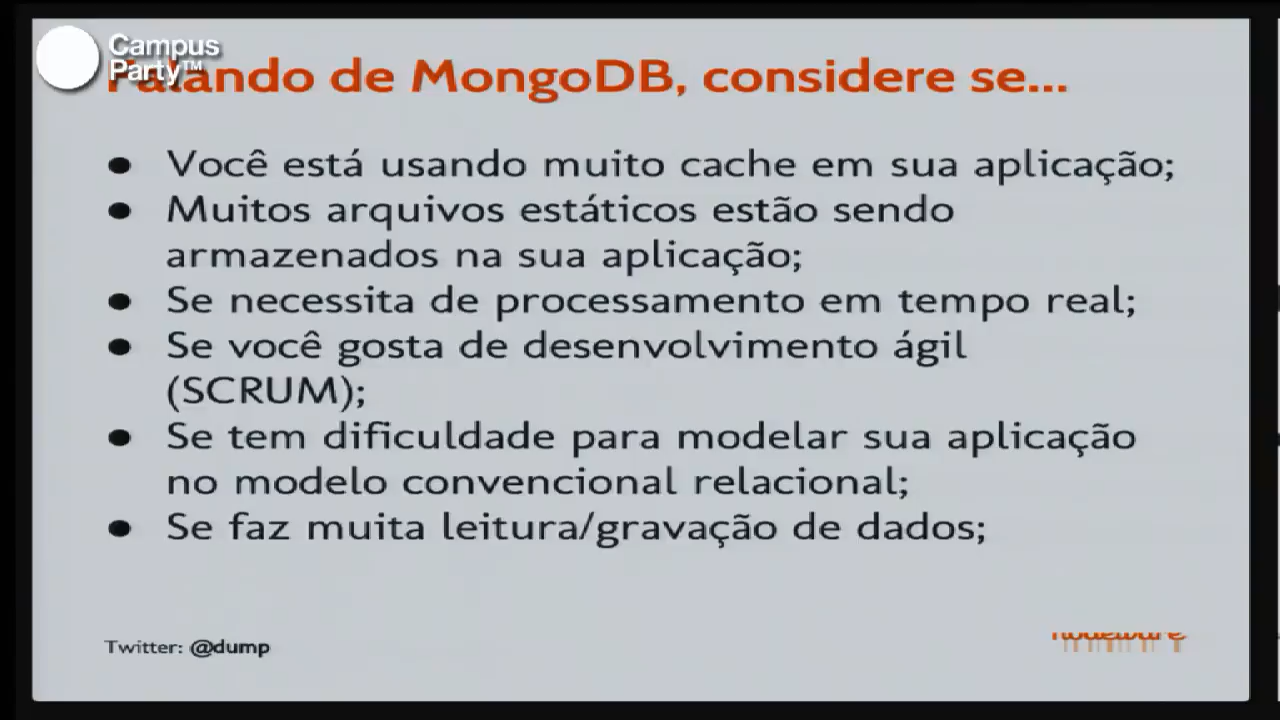 Campus
Party™
Falando de MongoDB, considere se...
● Você está usando muito cache em sua aplicação;
● Muitos arquivos estáticos estão sendo
armazenados na sua aplicação;
● Se necessita de processamento em tempo real;
● Se você gosta de desenvolvimento ágil
(SCRUM);
● Se tem dificuldade para modelar sua aplicação
no modelo convencional relacional;
● Se faz muita leitura/gravação de dados;
Twitter: @dump